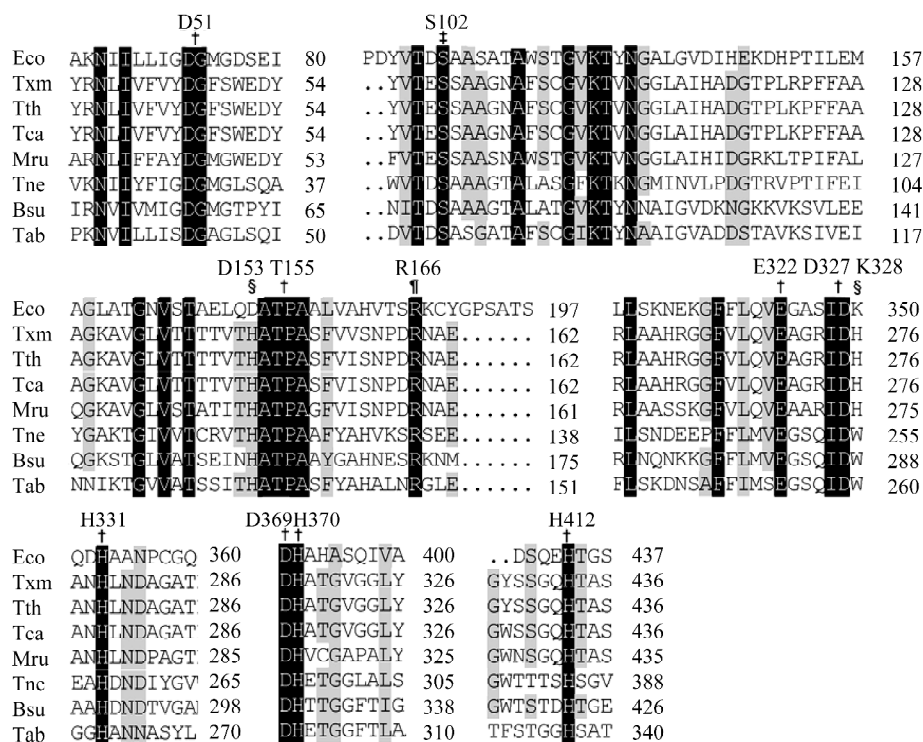 D51 S102
† ‡
Eco AKNIILLIGDGMGDSEI 80 PDYVTDSAASATAWSTGVKTYNGALGVDIHEKDHPTILEM 157
Txm YRNLIVFVYDGFSWEDY 54 ..YVTESSAAGNAFSCGVKTYNGGLAIHADGTPLRPFFAA 128
Tth YRNLIVFVYDGFSWEDY 54 ..YVTESSAAGNAFSCGVKTVNGGLAIHADGTPLKPFFAA 128
Tca YRNLIVFVYDGFSWEDY 54 ..YVTESSAAGNAFSCGVKTYNGGLAIHADGTPLKPFFAA 128
Mru ARNLIFFAYDGMGWEDY 53 ..FVTESSAASNAWSTGVKTYNGGLAIHIDGRKLTPIFAL 127
Tne VKNIIYFIGDGMGLSQA 37 ..WVTDSAAAGTALASGFKTKNGMINVLPDGTRVPTIFEI 104
Bsu IRNVIVMIGDGMGTPYI 65 ..NITDSAAAGTALATGVKTYNNAIGVDKNGKKVKSVLEE 141
Tab PKNVILLISDGAGLSQI 50 ..DVTDSASGATAFSCGIKTYNAAIGVADDSTAVKSIVEI 117
D153 T155 R166 E322 D327 K328
§ † ¶ † † §
Eco AGLATGNVSTAELQDATPAALVAHVTSRKCYGPSATS 197 LLSKNEKGFFLQVEGASIDK 350
Txm AGKAVGLVTTTTVTHATPASFVVSNPDRNAE...... 162 RLAAHRGGFVLQVEAGRIDH 276
Tth AGKAVGLVTTTTVTHATPASFVISNPDRNAE...... 162 RLAAHRGGFVLQVEAGRIDH 276
Tca AGKAVGLVTTTTVTHATPASFVISNPDRNAE...... 162 RLAAHRGGFVLQVEAGRIDH 276
Mru QGKAVGLVSTATITHATPAGFVISNPDRNAE...... 161 RLAASSKGFVLQVEAARIDH 275
Tne YGAKTGIVVTCRVTHATPAAFYAHVKSRSEE...... 138 ILSNDEEPFFLMVEGSQIDW 255
Bsu QGKSTGLVATSEINHATPAAYGAHNESRKNM...... 175 RLNQNKKGFFLMVEGSQIDW 288
Tab NNIKTGVVATSSITHATPASFYAHALNRGLE...... 151 FLSKDNSAFFIMSEGSQIDW 260
H331 D369H370 H412
† †† †
Eco QDHAANPCGQ 360 DHAHASQIVA 400 ..DSQEHTGS 437
Txm ANHLNDAGAT 286 DHATGVGGLY 326 GYSSGQHTAS 436
Tth ANHLNDAGAT 286 DHATGVGGLY 326 GYSSGQHTAS 436
Tca ANHLNDAGAT 286 DHATGVGGLY 326 GWSSGQHTAS 436
Mru ANHLNDPAGT 285 DHVCGAPALY 325 GWNSGQHTAS 435
Tnc EAHDNDIYGV 265 DHETGGLALS 305 GWTTTSHSGV 388
Bsu AAHDNDTVGA 298 DHTTGGFTIG 338 GWTSTDHTGE 426
Tab GGHANNASYL 270 DHETGGFTLA 310 TFSTGGHSAT 340